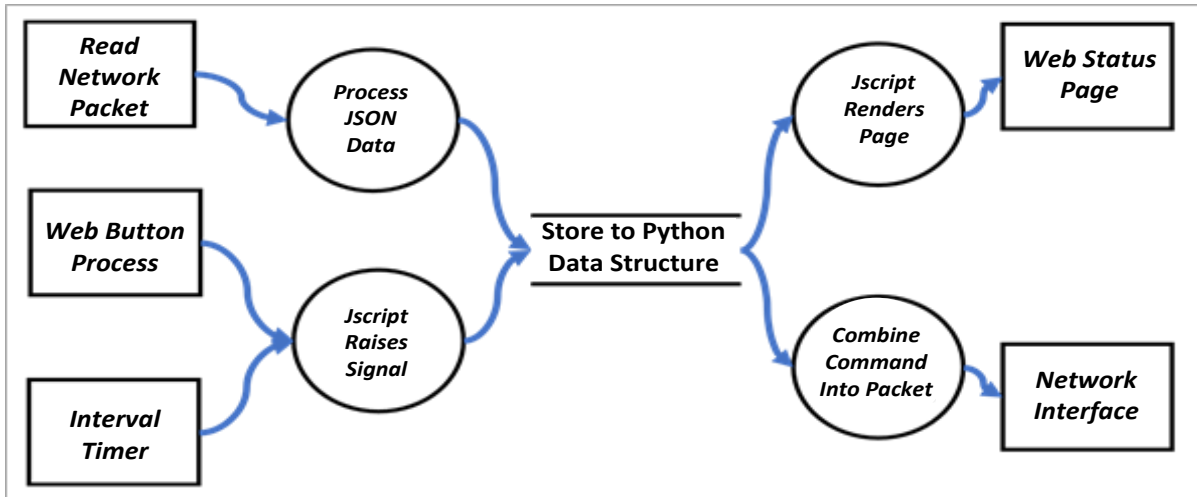 Read
Network
Packet
Process
JSON
Data
Web Button
Process
Jscript
Raises
Signal
Interval
Timer
Store to Python
Data Structure
Jscript
Renders
Page
Web Status
Page
Combine
Command
Into Packet
Network
Interface